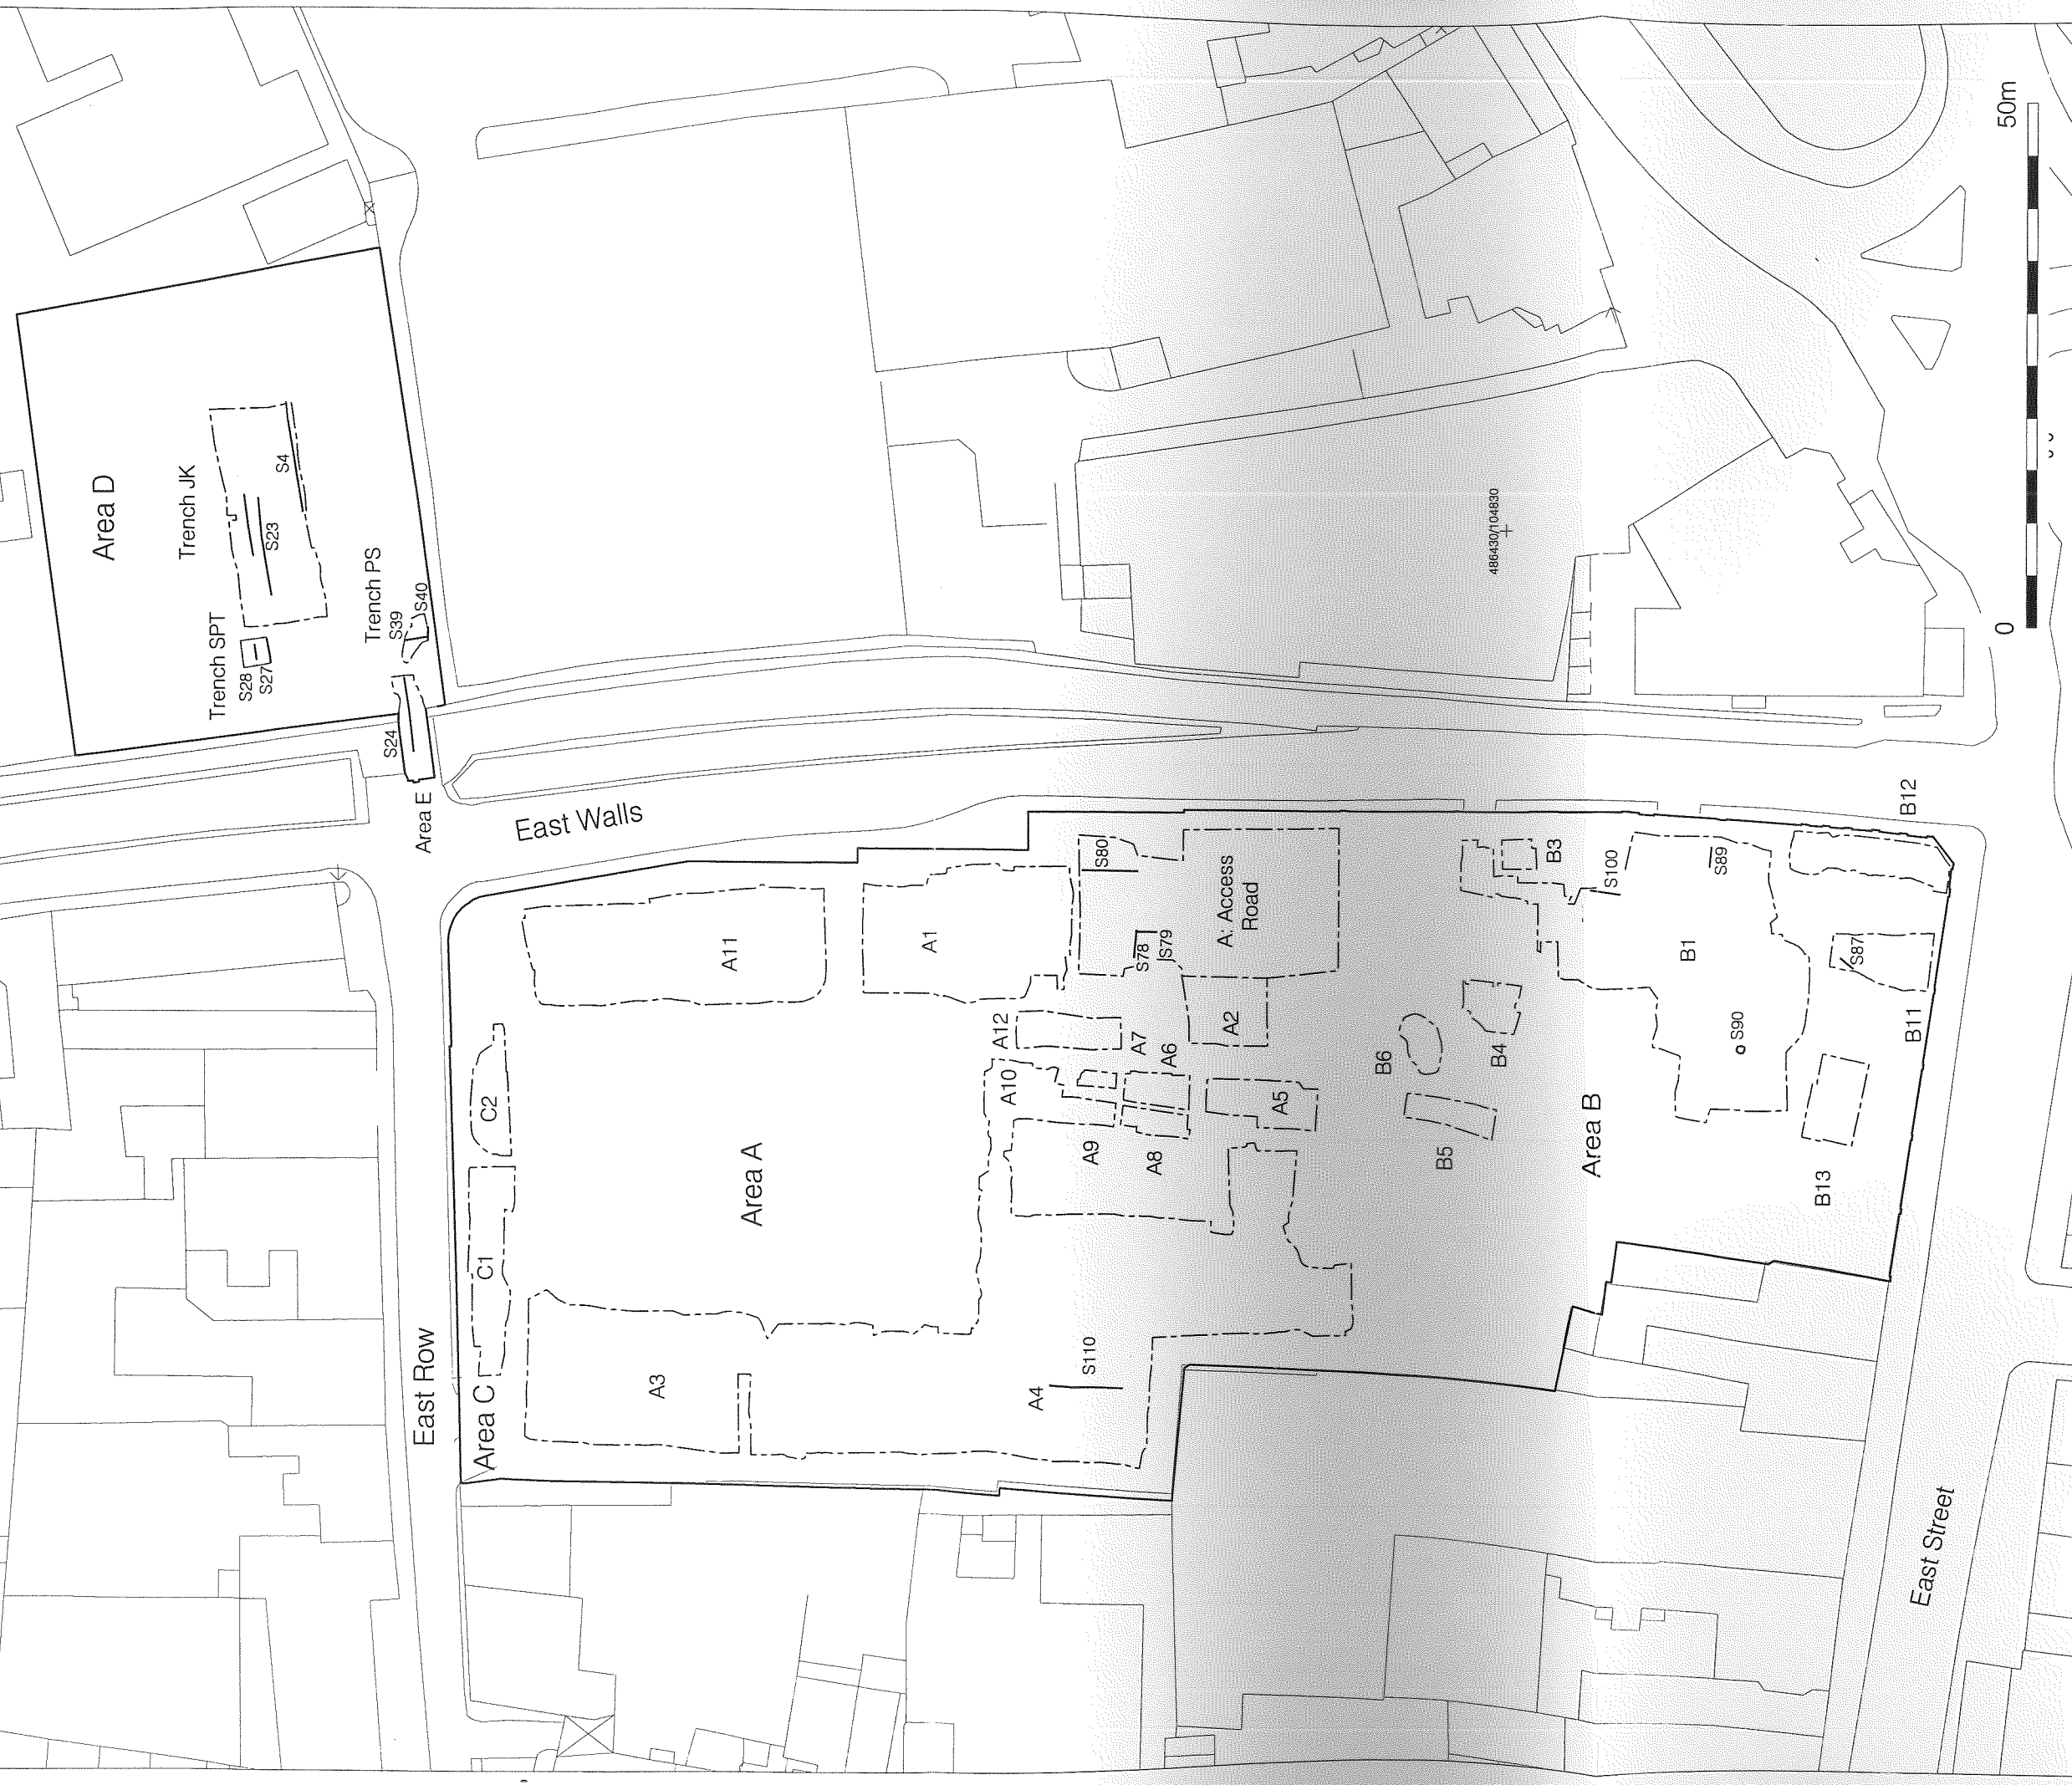 Area D
Trench JK
S4
S23
Trench SPT
S28
S27
Trench PS
S39
S40
S24
Area E
East Walls
East Row
Area C
C1
C2
Area A
A11
A1
A3
A4
S110
A12
A10
A7
A6
A9
A8
A5
A2
S80
S78
S79
A: Access
Road
486430/104830
B3
S100
S89
B12
B1
S87
B11
S90
B4
B6
B5
Area B
B13
East Street
0
50m